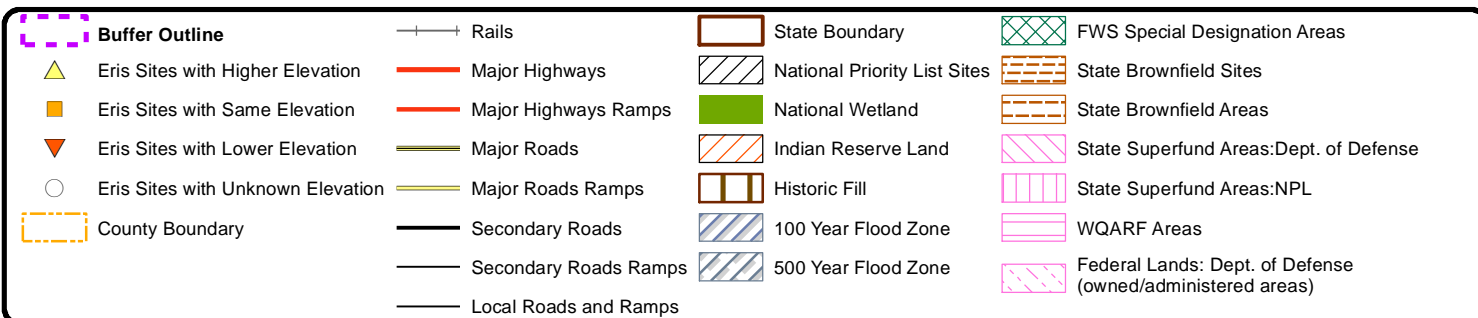 Buffer Outline
Eris Sites with Higher Elevation
Eris Sites with Same Elevation
Eris Sites with Lower Elevation
Eris Sites with Unknown Elevation
County Boundary
Rails
Major Highways
Major Highways Ramps
Major Roads
Major Roads Ramps
Secondary Roads
Secondary Roads Ramps
Local Roads and Ramps
State Boundary
National Priority List Sites
National Wetland
Indian Reserve Land
Historic Fill
100 Year Flood Zone
500 Year Flood Zone
FWS Special Designation Areas
State Brownfield Sites
State Brownfield Areas
State Superfund Areas:Dept. of Defense
State Superfund Areas:NPL
WQARF Areas
Federal Lands: Dept. of Defense
(owned/administered areas)